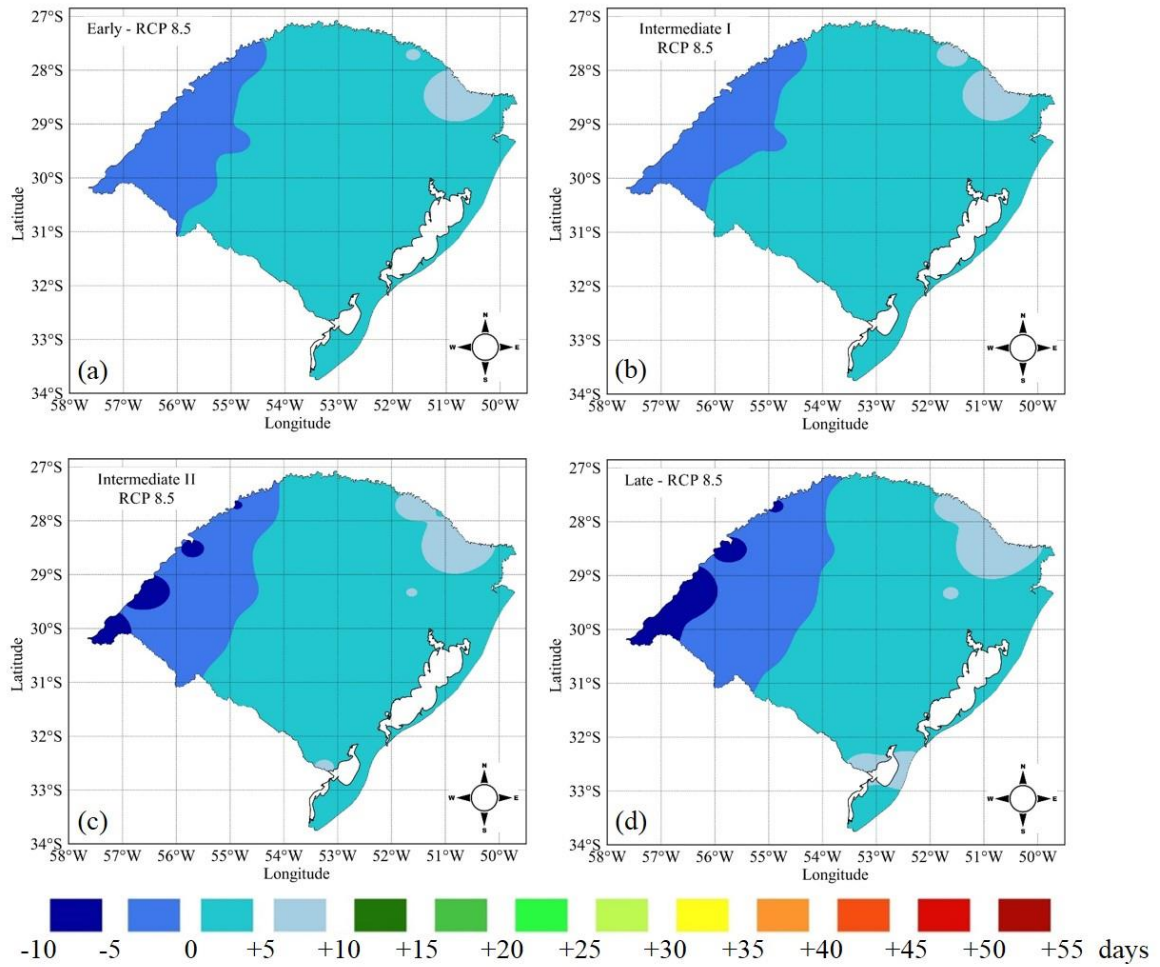 27°S
28°S
29°S
30°S
31°S
32°S
33°S
34°S
Latitude
Early - RCP 8.5
(a)
N
W E
S
58°W 57°W 56°W 55°W 54°W 53°W 52°W 51°W 50°W
Longitude
27°S
28°S
29°S
30°S
31°S
32°S
33°S
34°S
Latitude
Intermediate I
RCP 8.5
(b)
N
W E
S
58°W 57°W 56°W 55°W 54°W 53°W 52°W 51°W 50°W
Longitude
27°S
28°S
29°S
30°S
31°S
32°S
33°S
34°S
Latitude
Intermediate II
RCP 8.5
(c)
N
W E
S
58°W 57°W 56°W 55°W 54°W 53°W 52°W 51°W 50°W
Longitude
27°S
28°S
29°S
30°S
31°S
32°S
33°S
34°S
Latitude
Late - RCP 8.5
(d)
N
W E
S
58°W 57°W 56°W 55°W 54°W 53°W 52°W 51°W 50°W
Longitude
-10 -5 0 +5 +10 +15 +20 +25 +30 +35 +40 +45 +50 +55 days